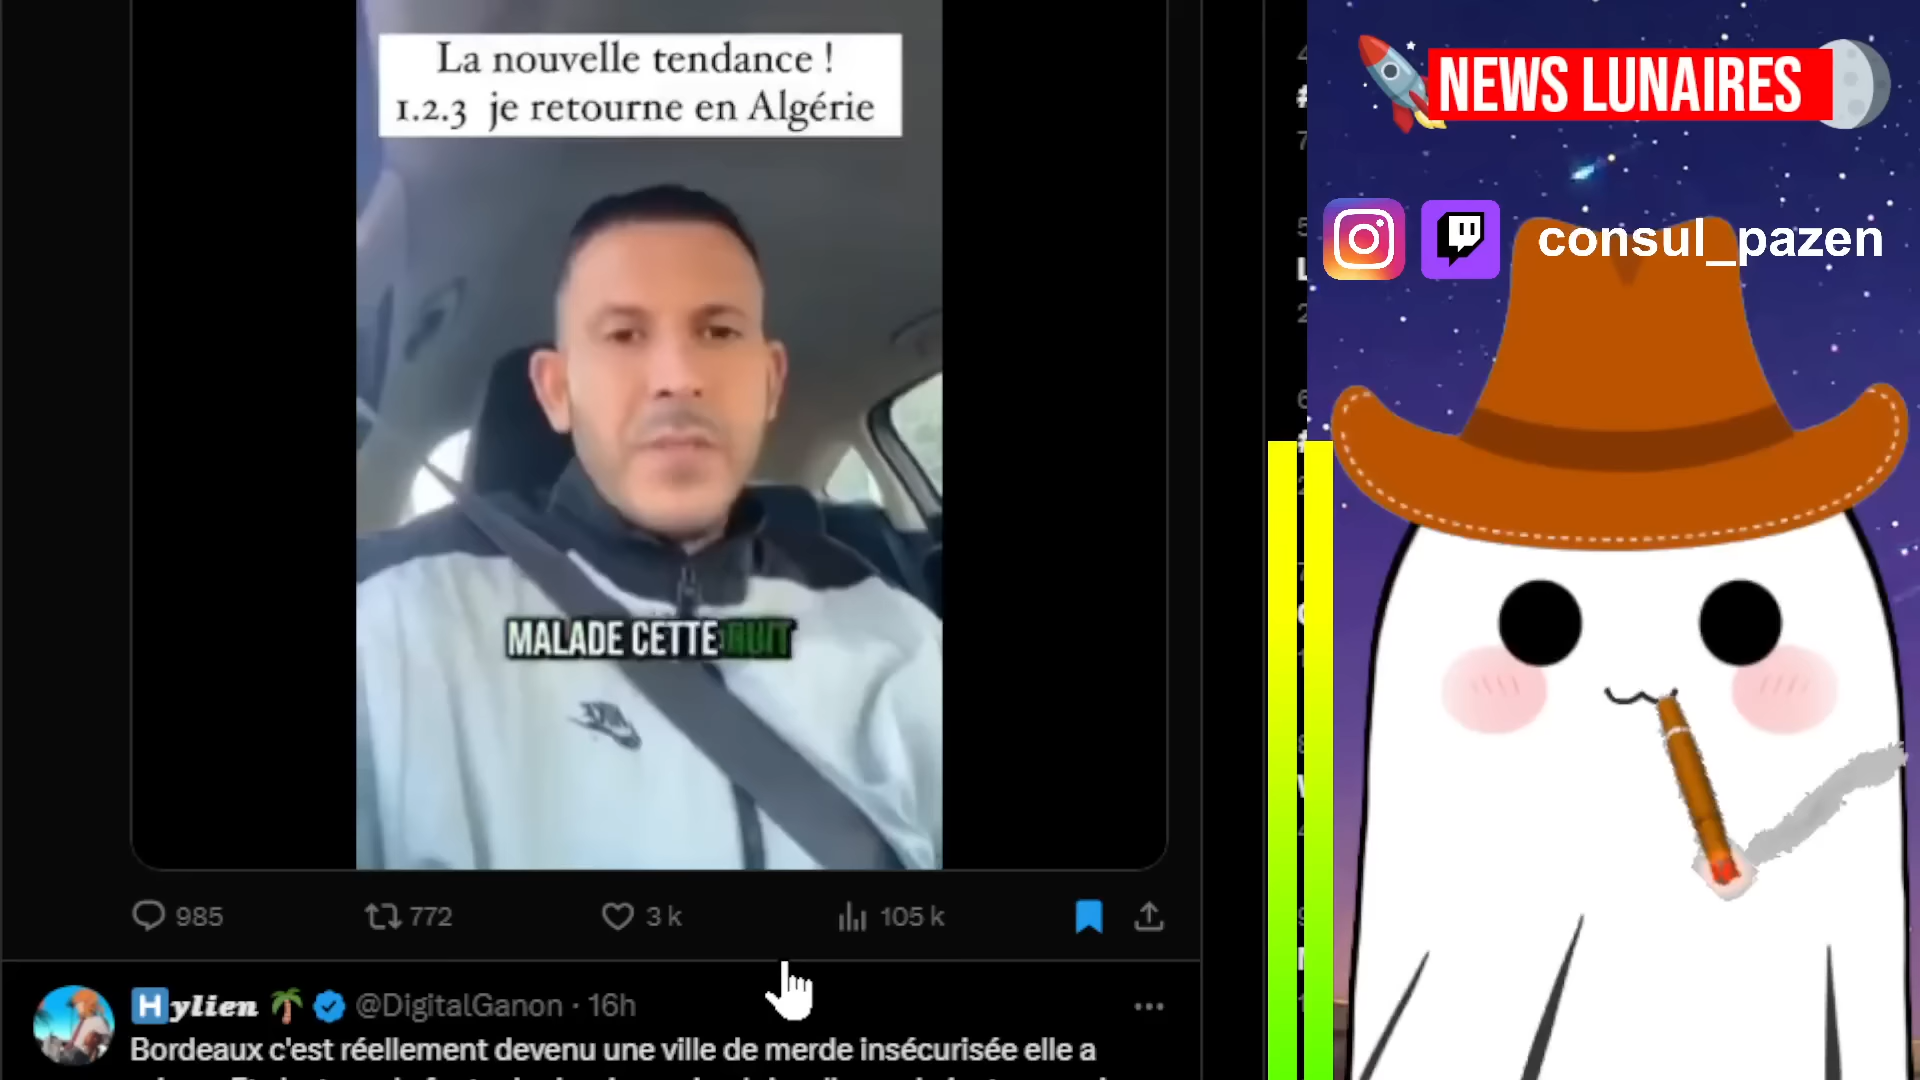 La nouvelle tendance !
1.2.3 je retourne en Algérie
MALADE CETTE NUIT
985
772
3 k
105 k
Hylien @DigitalGanon · 16h
Bordeaux c'est réellement devenu une ville de merde insécurisée elle a
NEWS LUNAIRES
consul_pazen